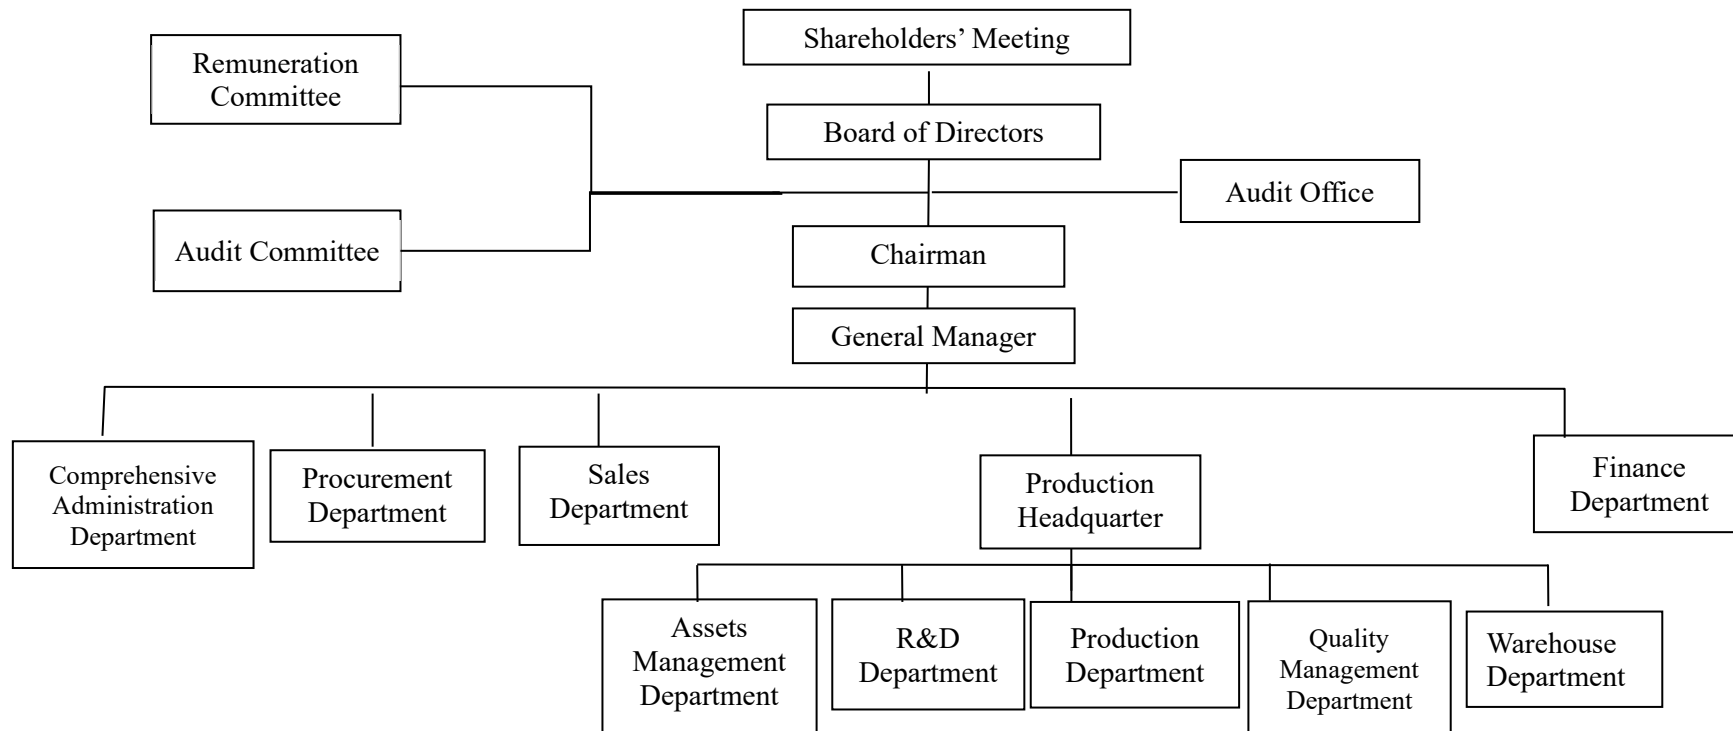 Shareholders’ Meeting
Remuneration
Committee
Board of Directors
Audit Office
Audit Committee
Chairman
General Manager
Comprehensive
Administration
Department
Procurement
Department
Sales
Department
Production
Headquarter
Finance
Department
Assets
Management
Department
R&D
Department
Production
Department
Quality
Management
Department
Warehouse
Department